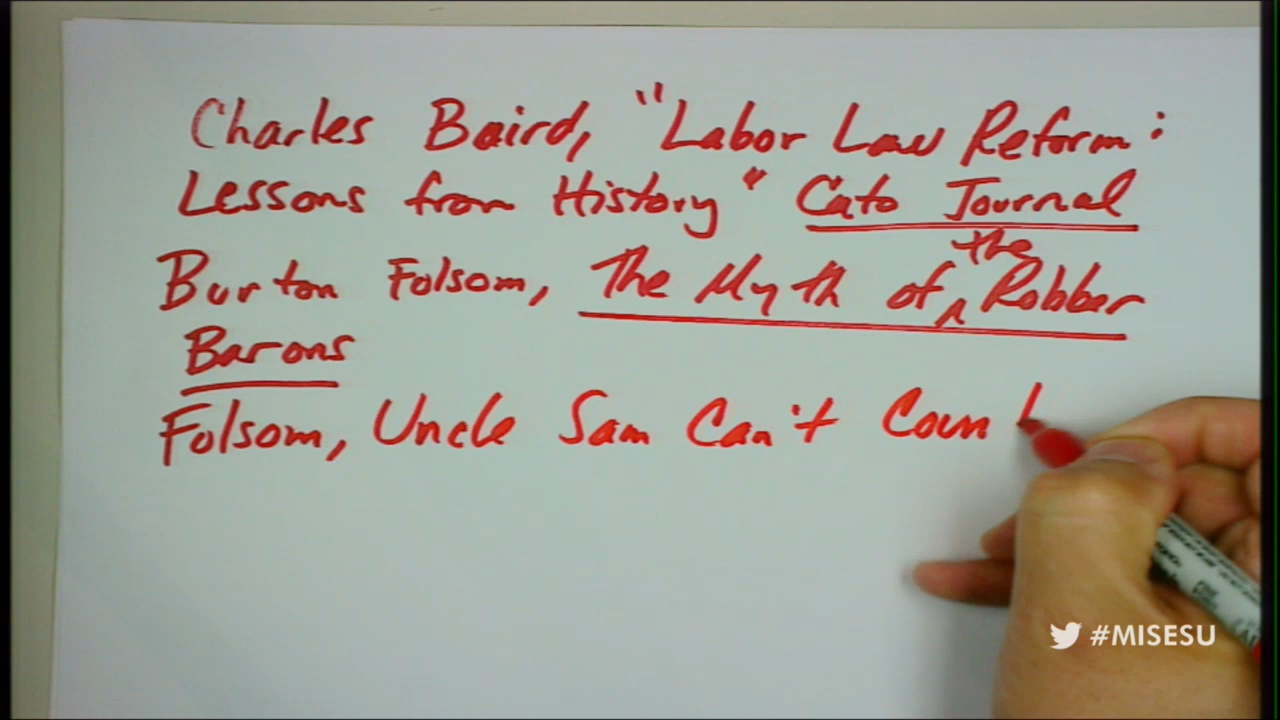 Charles Baird, "Labor Law Reform:
Lessons from History" Cato Journal
Burton Folsom, The Myth of the Robber
Barons
Folsom, Uncle Sam Can't Count
#MISESU